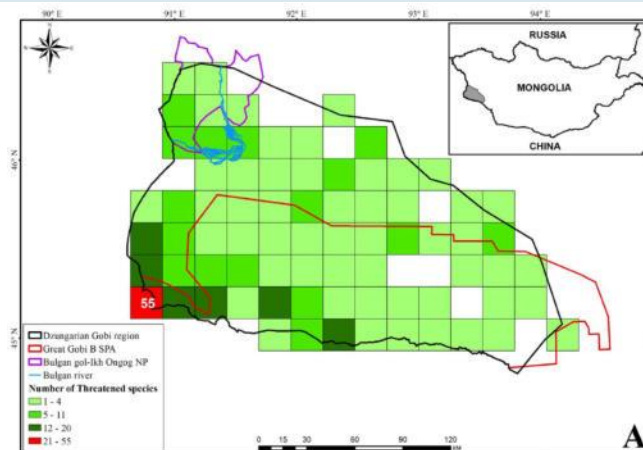 90° E 91° E 92° E 93° E 94° E
RUSSIA
MONGOLIA
CHINA
46° N
45° N
55
Dzungarian Gobi region
Great Gobi B SPA
Bulgan gol-Ikh Ongog NP
Bulgan river
Number of Threatened species
1 - 4
5 - 11
12 - 20
21 - 55
0 15 30 60 90 120
A